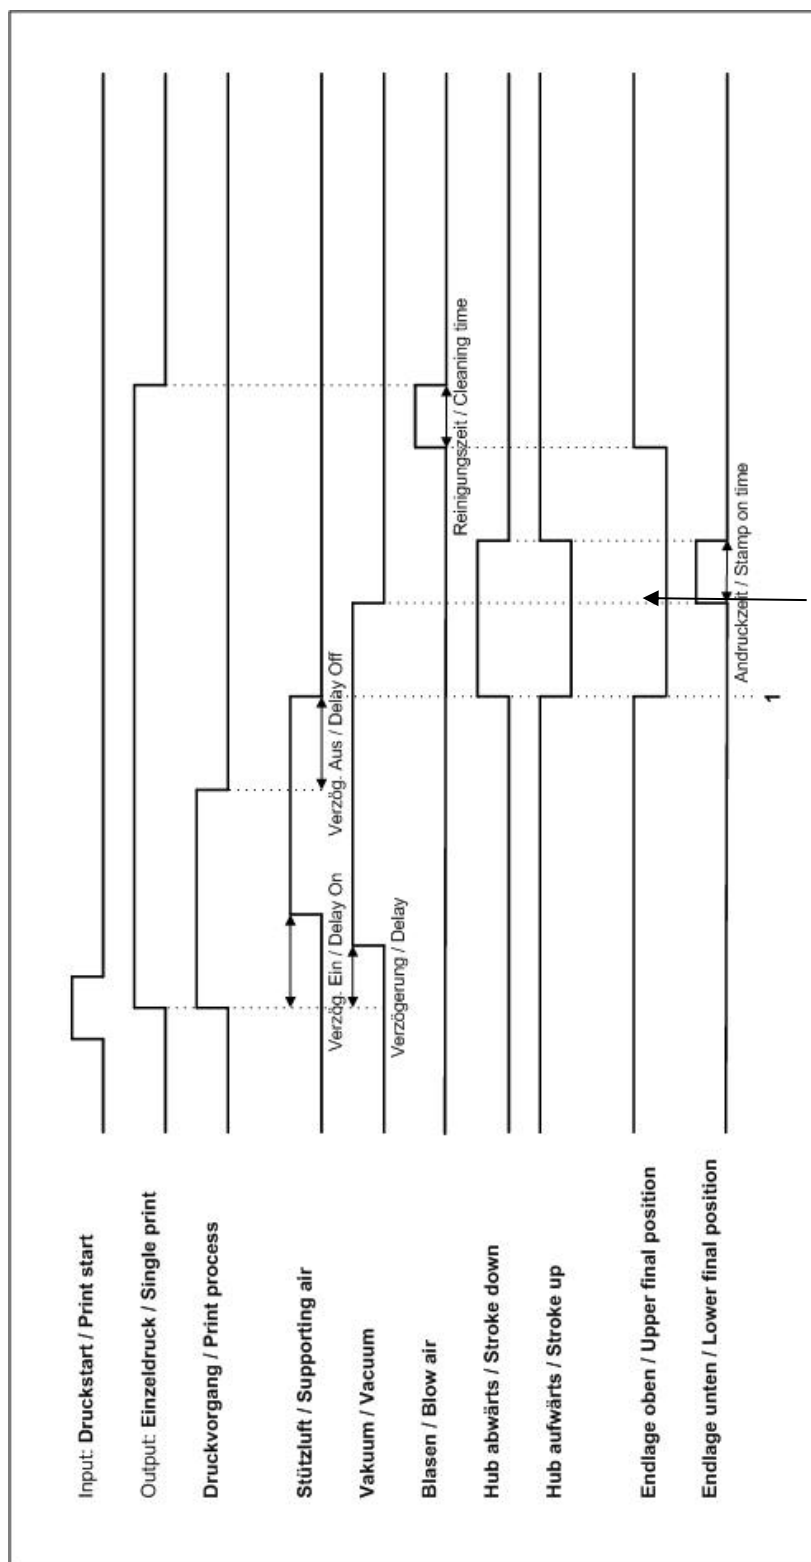 Input: Druckstart / Print start
Output: Einzeldruck / Single print
Druckvorgang / Print process
Stützluft / Supporting air
Verzög. Ein / Delay On
Verzög. Aus / Delay Off
Vakuum / Vacuum
Verzögerung / Delay
Blasen / Blow air
Reinigungszeit / Cleaning time
Hub abwärts / Stroke down
Hub aufwärts / Stroke up
Endlage oben / Upper final position
Endlage unten / Lower final position
Andruckzeit / Stamp on time
1